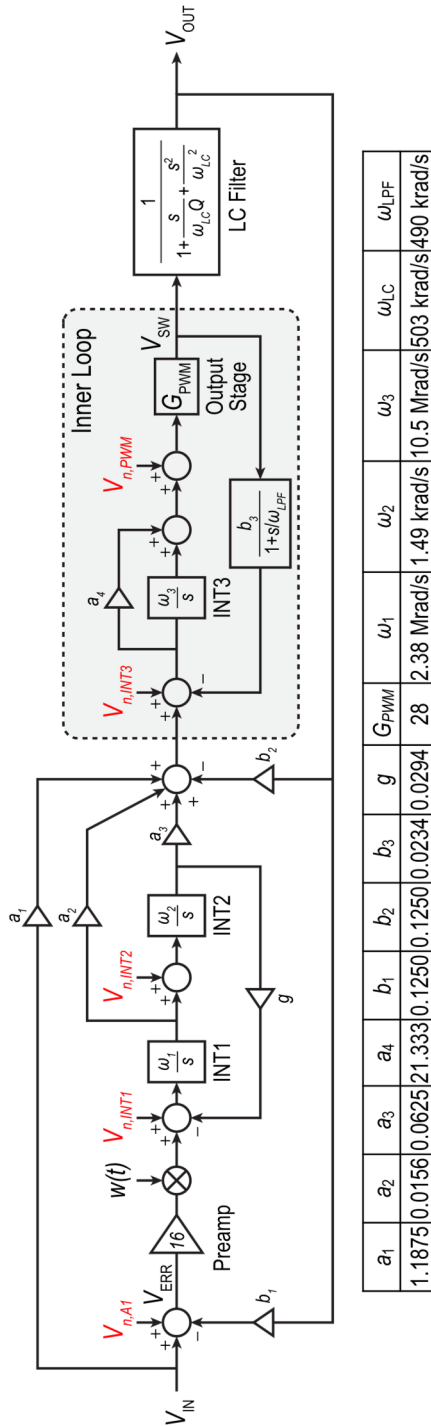 V_OUT
a_1
a_2
a_4
Inner Loop
V_n,A1
w(t)
V_n,INT1
V_n,INT2
V_n,INT3
V_n,PWM
V_IN
V_ERR
16
Preamp
ω_1/s
INT1
ω_2/s
INT2
a_3
ω_3/s
INT3
G_PWM
Output
Stage
V_SW
1/(1+s/(ω_LC Q)+s²/ω_LC²)
LC Filter
g
b_3/(1+s/ω_LPF)
b_1
b_2
+ + − + + − + + + + + − + + − + + + +
a_1 a_2 a_3 a_4 b_1 b_2 b_3 g G_PWM ω_1 ω_2 ω_3 ω_LC ω_LPF
1.1875 0.0156 0.0625 21.333 0.1250 0.1250 0.0234 0.0294 28 2.38 Mrad/s 1.49 krad/s 10.5 Mrad/s 503 krad/s 490 krad/s